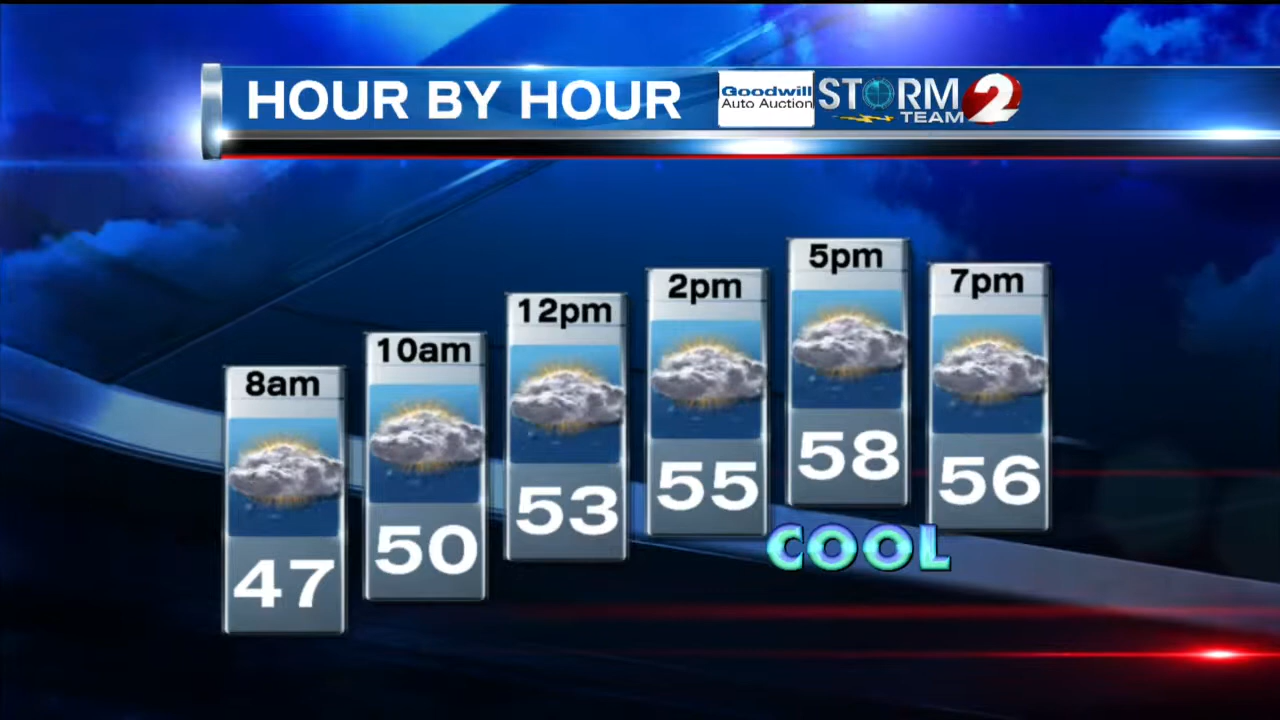 HOUR BY HOUR
Goodwill
Auto Auction
STORM
TEAM
2
8am
47
10am
50
12pm
53
2pm
55
5pm
58
7pm
56
COOL